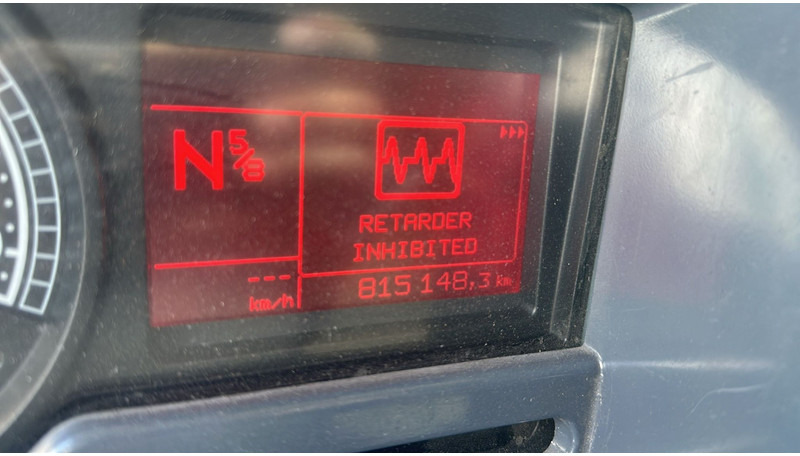 N 5/8
RETARDER
INHIBITED
---
km/h
815 148,3 km